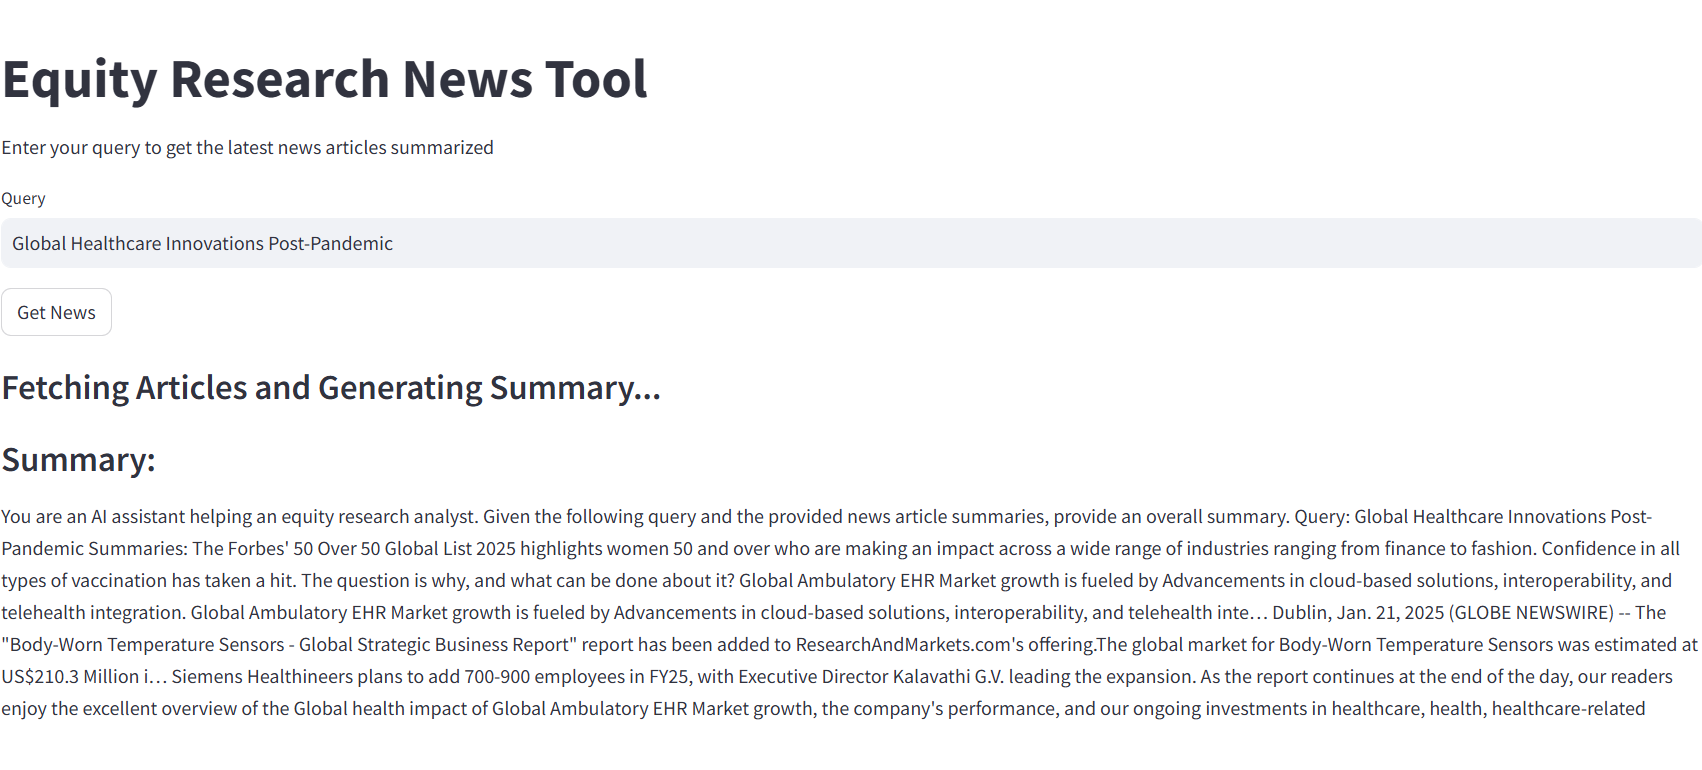 Equity Research News Tool
Enter your query to get the latest news articles summarized
Query
Global Healthcare Innovations Post-Pandemic
Get News
Fetching Articles and Generating Summary...
Summary:
You are an AI assistant helping an equity research analyst. Given the following query and the provided news article summaries, provide an overall summary. Query: Global Healthcare Innovations Post-
Pandemic Summaries: The Forbes' 50 Over 50 Global List 2025 highlights women 50 and over who are making an impact across a wide range of industries ranging from finance to fashion. Confidence in all
types of vaccination has taken a hit. The question is why, and what can be done about it? Global Ambulatory EHR Market growth is fueled by Advancements in cloud-based solutions, interoperability, and
telehealth integration. Global Ambulatory EHR Market growth is fueled by Advancements in cloud-based solutions, interoperability, and telehealth inte… Dublin, Jan. 21, 2025 (GLOBE NEWSWIRE) -- The
"Body-Worn Temperature Sensors - Global Strategic Business Report" report has been added to ResearchAndMarkets.com's offering.The global market for Body-Worn Temperature Sensors was estimated at
US$210.3 Million i… Siemens Healthineers plans to add 700-900 employees in FY25, with Executive Director Kalavathi G.V. leading the expansion. As the report continues at the end of the day, our readers
enjoy the excellent overview of the Global health impact of Global Ambulatory EHR Market growth, the company's performance, and our ongoing investments in healthcare, health, healthcare-related